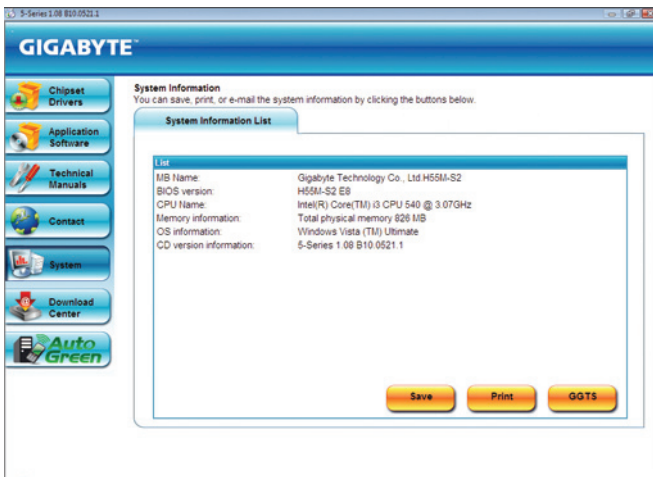 5-Series 1.08 B10.0521.1
GIGABYTE™
Chipset
Drivers
Application
Software
Technical
Manuals
Contact
System
Download
Center
Auto
Green
System Information
You can save, print, or e-mail the system information by clicking the buttons below.
System Information List
List
MB Name: Gigabyte Technology Co., Ltd.H55M-S2
BIOS version: H55M-S2 E8
CPU Name: Intel(R) Core(TM) i3 CPU 540 @ 3.07GHz
Memory information: Total physical memory 826 MB
OS information: Windows Vista (TM) Ultimate
CD version information: 5-Series 1.08 B10.0521.1
Save Print GGTS